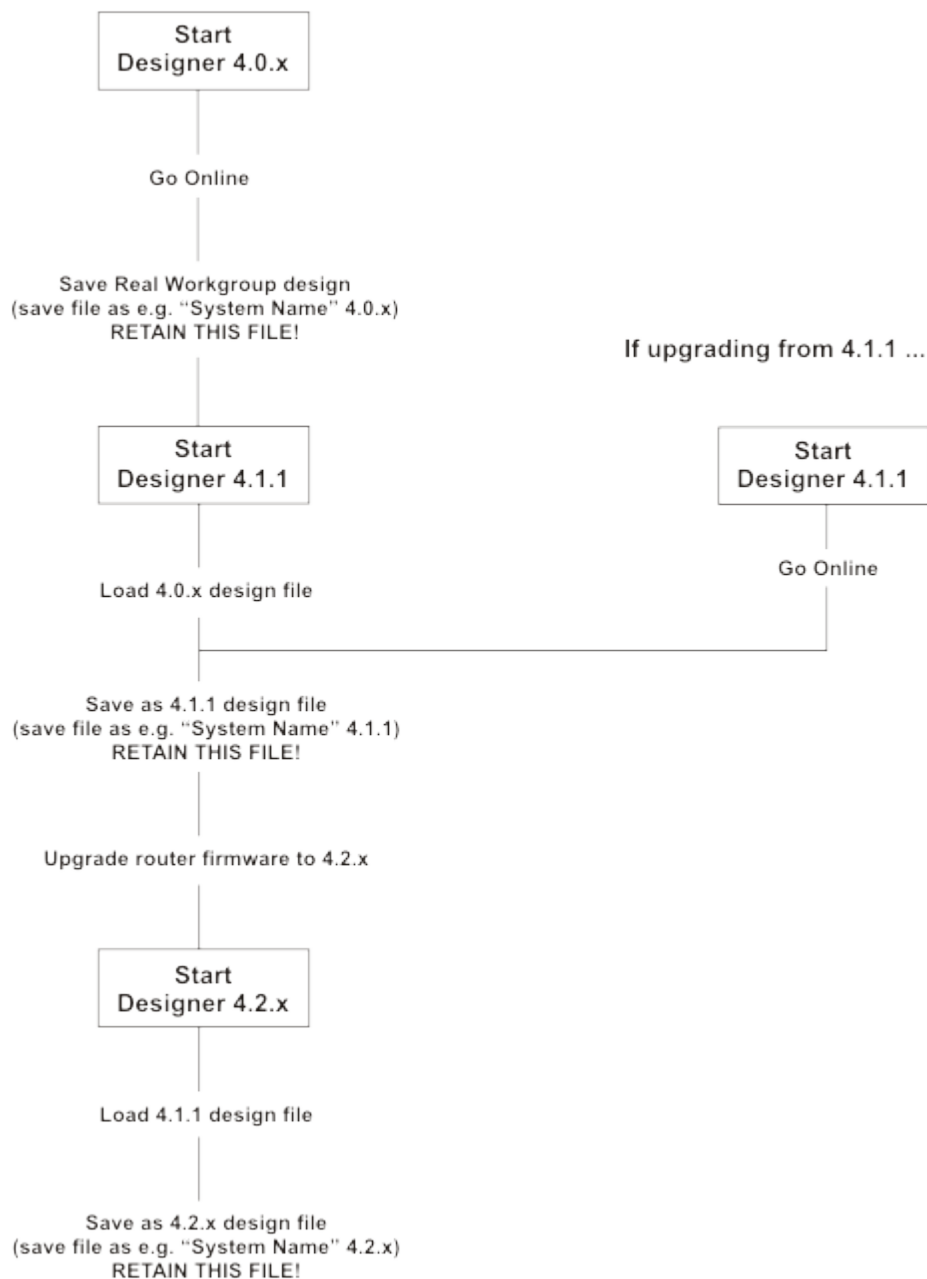 Start
Designer 4.0.x
Go Online
Save Real Workgroup design
(save file as e.g. “System Name” 4.0.x)
RETAIN THIS FILE!
If upgrading from 4.1.1 ...
Start
Designer 4.1.1
Start
Designer 4.1.1
Go Online
Load 4.0.x design file
Save as 4.1.1 design file
(save file as e.g. “System Name” 4.1.1)
RETAIN THIS FILE!
Upgrade router firmware to 4.2.x
Start
Designer 4.2.x
Load 4.1.1 design file
Save as 4.2.x design file
(save file as e.g. “System Name” 4.2.x)
RETAIN THIS FILE!